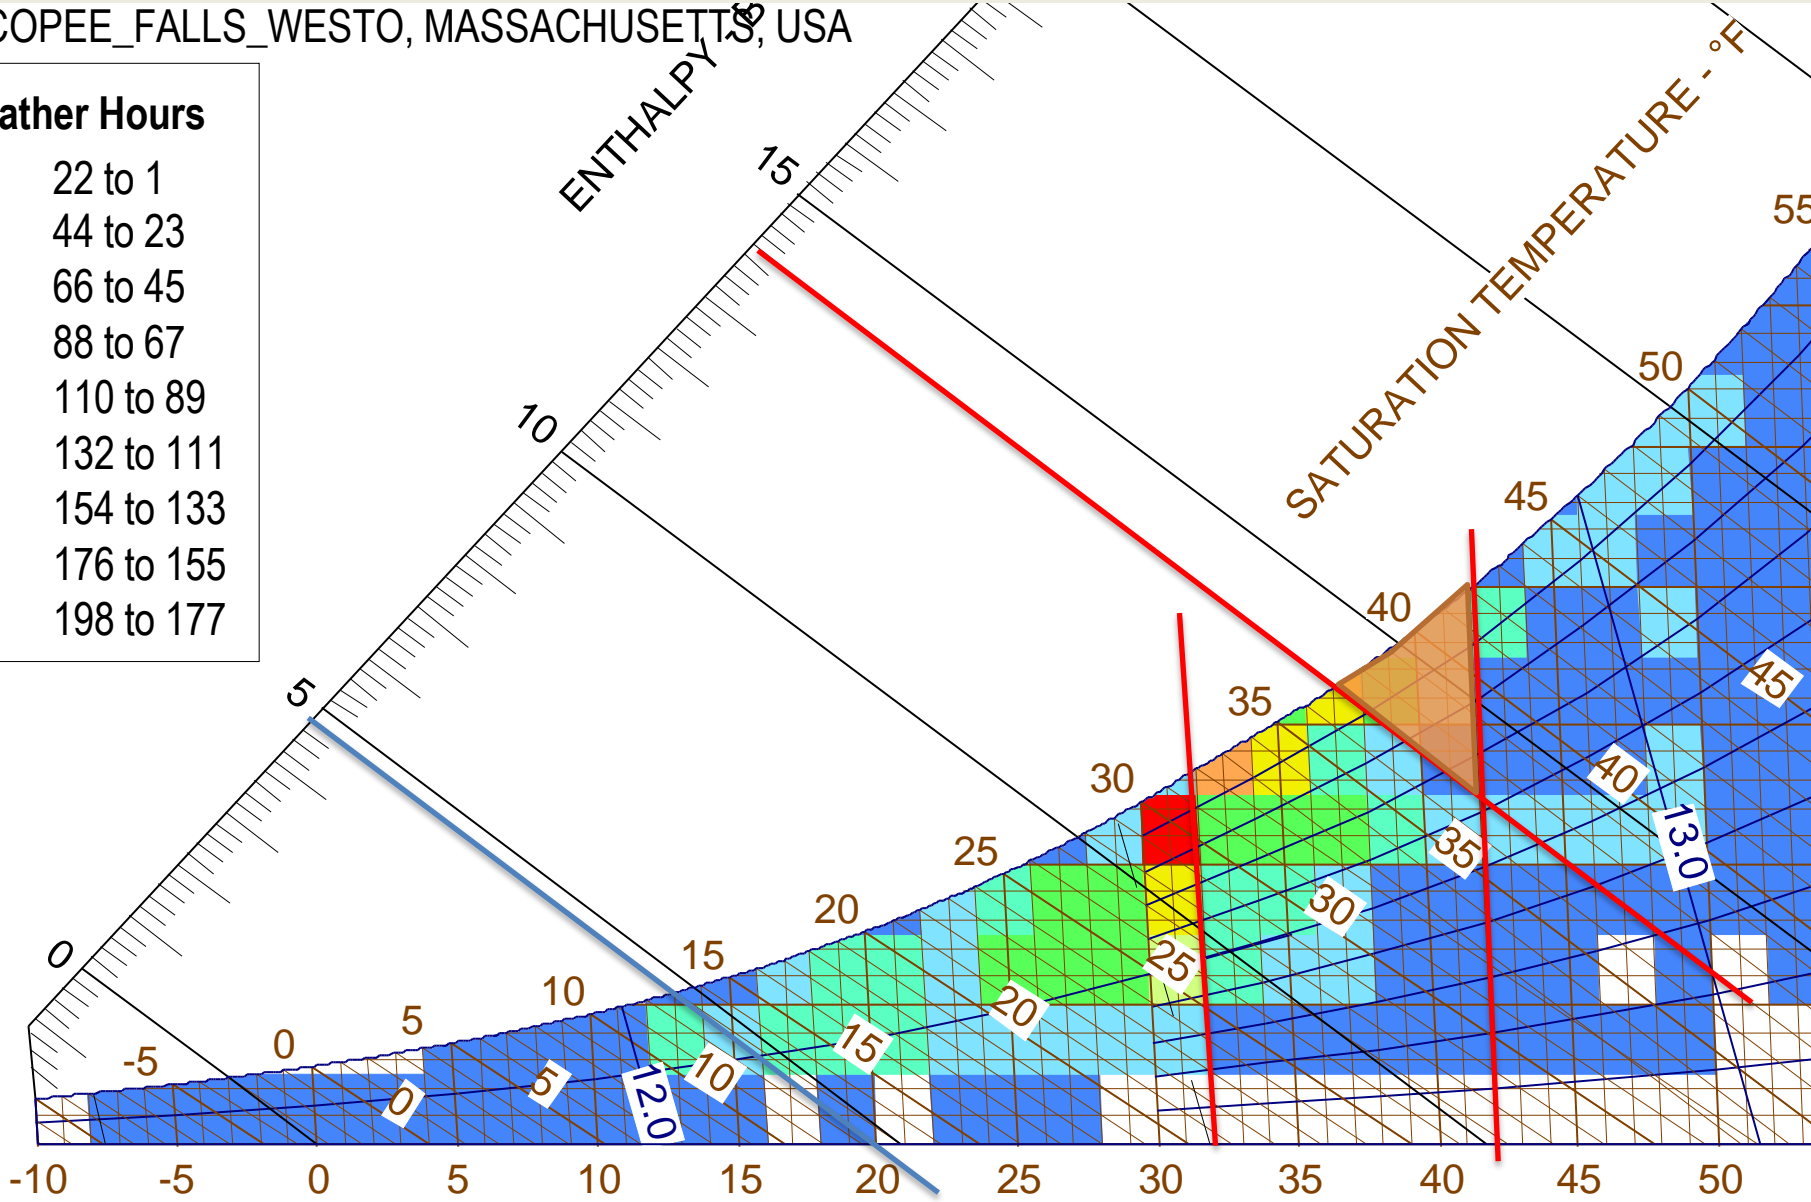 COPEE_FALLS_WESTO, MASSACHUSETTS, USA
ather Hours
22 to 1
44 to 23
66 to 45
88 to 67
110 to 89
132 to 111
154 to 133
176 to 155
198 to 177
ENTHALPY - B
15
10
5
0
SATURATION TEMPERATURE - °F
55
50
45
40
35
30
25
20
15
10
5
0
-5
45
40
35
30
25
20
15
10
5
0
13.0
12.0
-10 -5 0 5 10 15 20 25 30 35 40 45 50